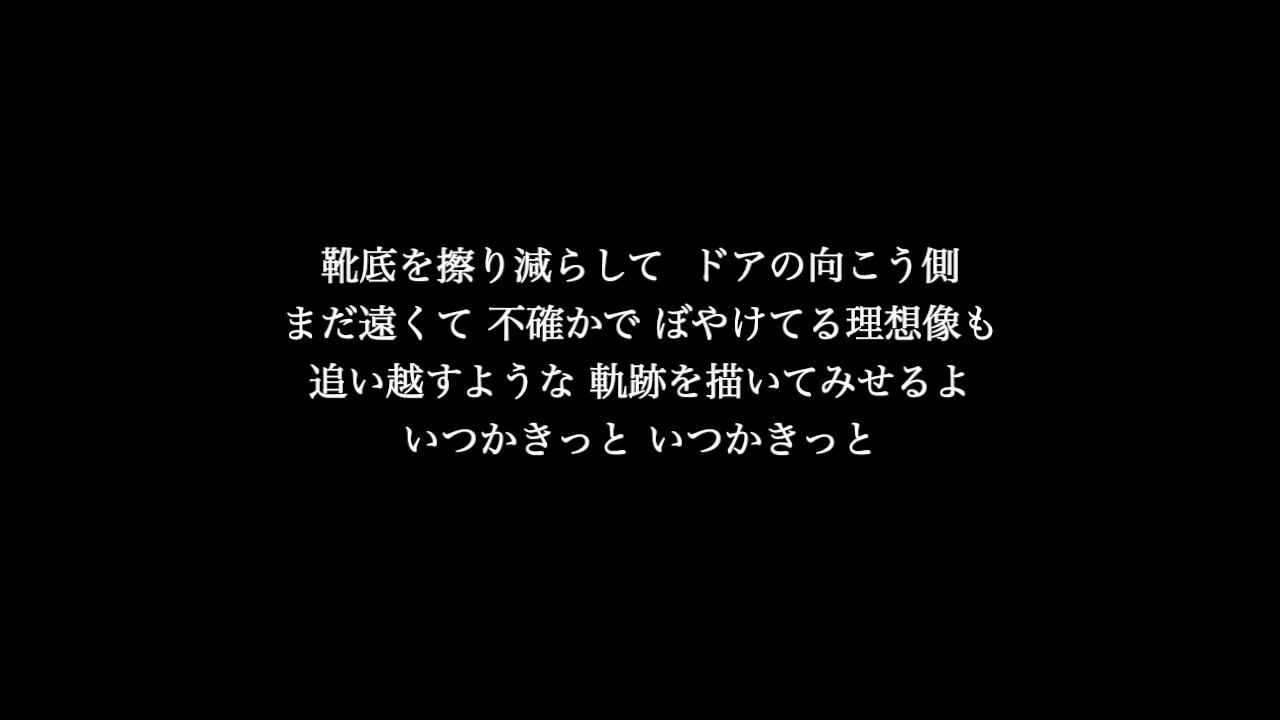 靴底を擦り減らして　ドアの向こう側
まだ遠くて 不確かで ぼやけてる理想像も
追い越すような 軌跡を描いてみせるよ
いつかきっと いつかきっと